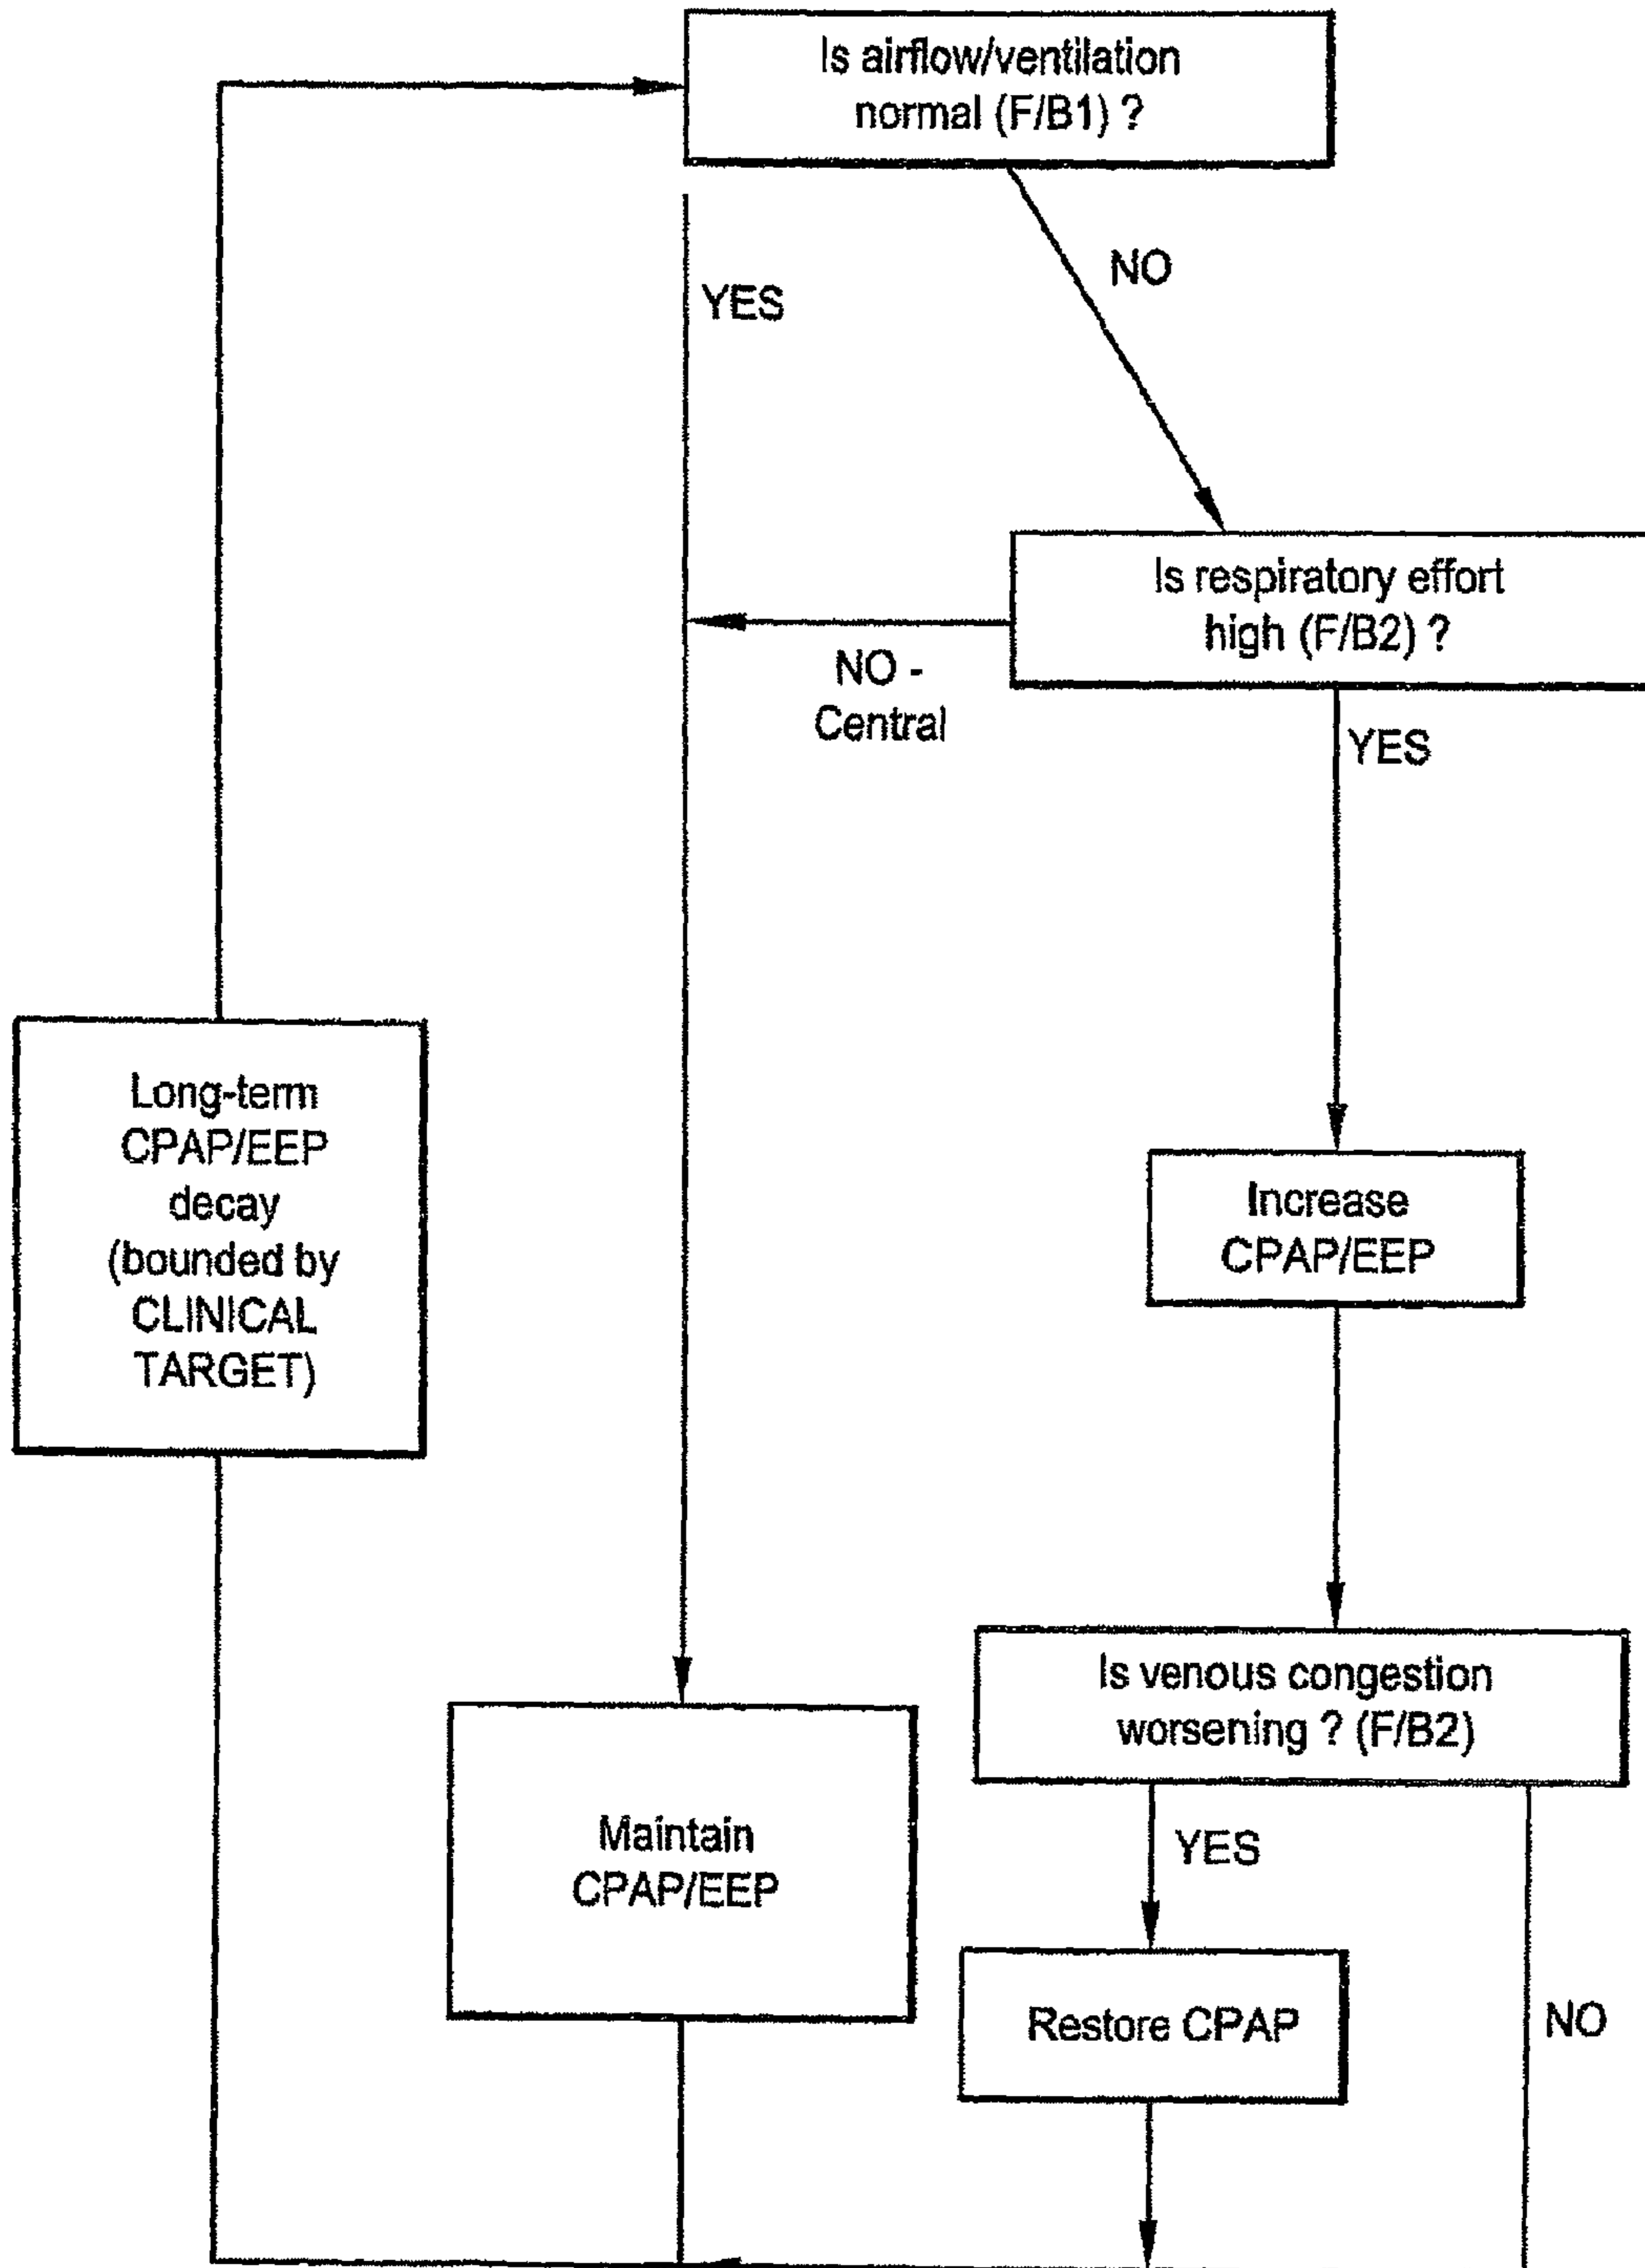 Is airflow/ventilation
normal (F/B1) ?
NO
YES
Is respiratory effort
high (F/B2) ?
NO -
Central
YES
Long-term
CPAP/EEP
decay
(bounded by
CLINICAL
TARGET)
Increase
CPAP/EEP
Is venous congestion
worsening ? (F/B2)
YES
Maintain
CPAP/EEP
Restore CPAP
NO